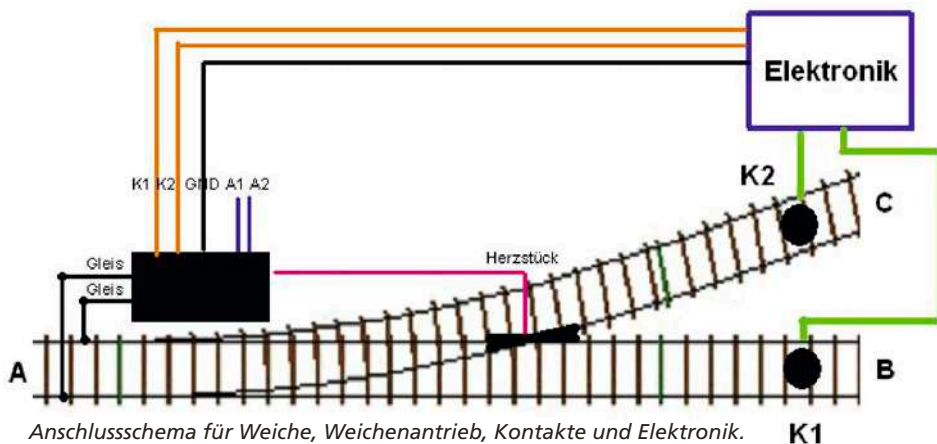 Elektronik
K1 K2 GND A1 A2
K2
C
Gleis
Herzstück
Gleis
A
B
Anschlussschema für Weiche, Weichenantrieb, Kontakte und Elektronik.
K1